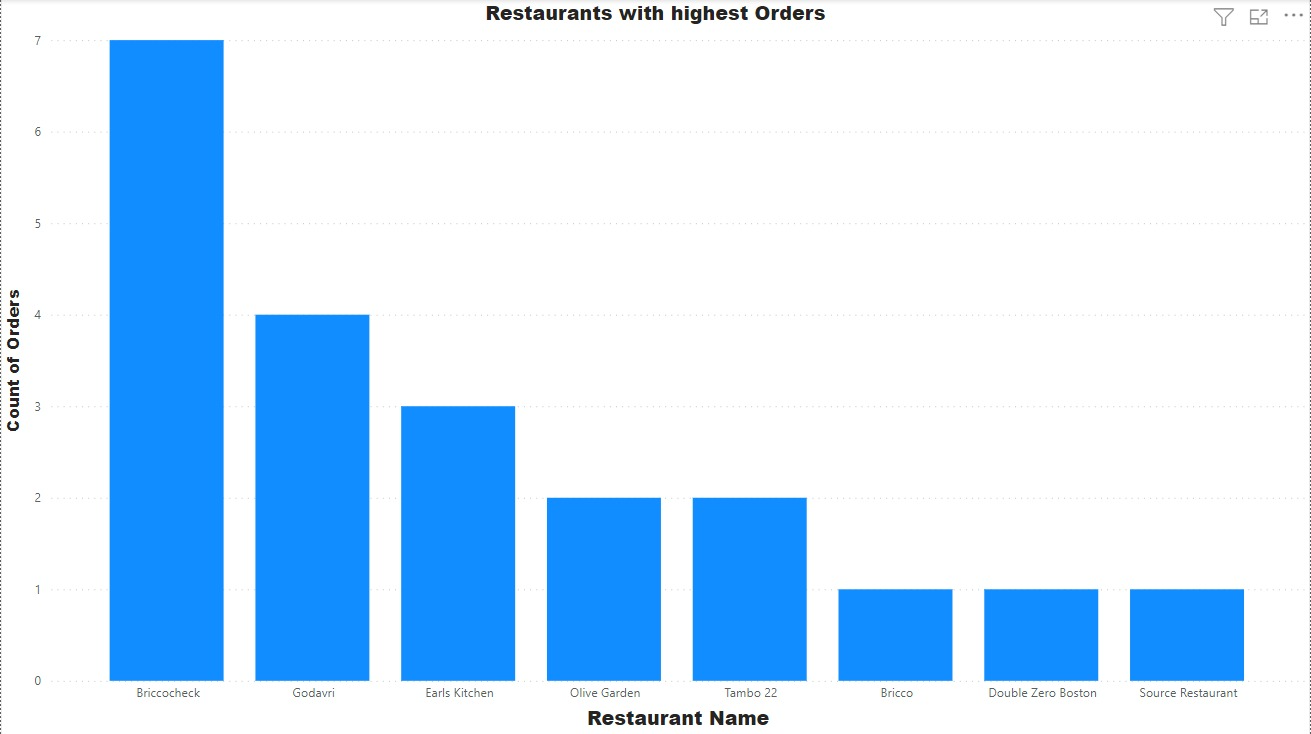 Restaurants with highest Orders
7
6
5
4
3
2
1
0
Count of Orders
Briccocheck
Godavri
Earls Kitchen
Olive Garden
Tambo 22
Bricco
Double Zero Boston
Source Restaurant
Restaurant Name